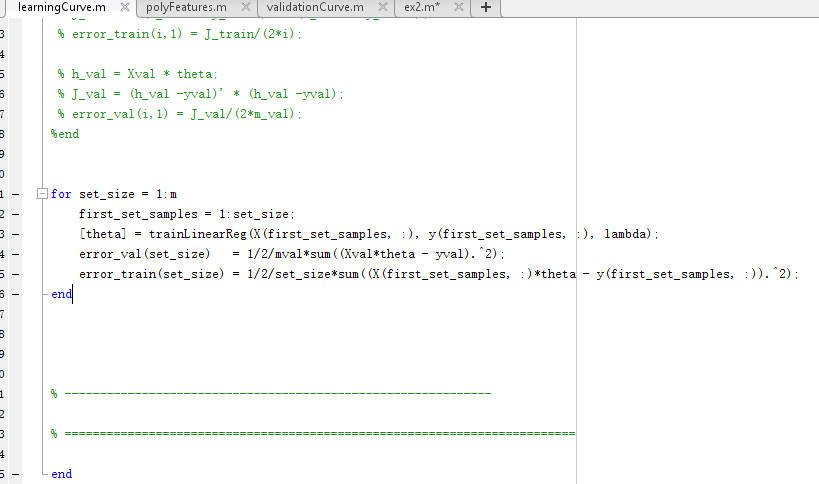 learningCurve.m polyFeatures.m validationCurve.m ex2.m*
3 % error_train(i,1) = J_train/(2*i);
4
5 % h_val = Xval * theta;
6 % J_val = (h_val -yval)' * (h_val -yval);
7 % error_val(i,1) = J_val/(2*m_val);
8 %end
9
0
1 – for set_size = 1:m
2 – first_set_samples = 1:set_size;
3 – [theta] = trainLinearReg(X(first_set_samples, :), y(first_set_samples, :), lambda);
4 – error_val(set_size) = 1/2/mval*sum((Xval*theta - yval).^2);
5 – error_train(set_size) = 1/2/set_size*sum((X(first_set_samples, :)*theta - y(first_set_samples, :)).^2);
6 – end
7
8
9
0
1 % -------------------------------------------------------------
2
3 % =========================================================================
4
5 – end